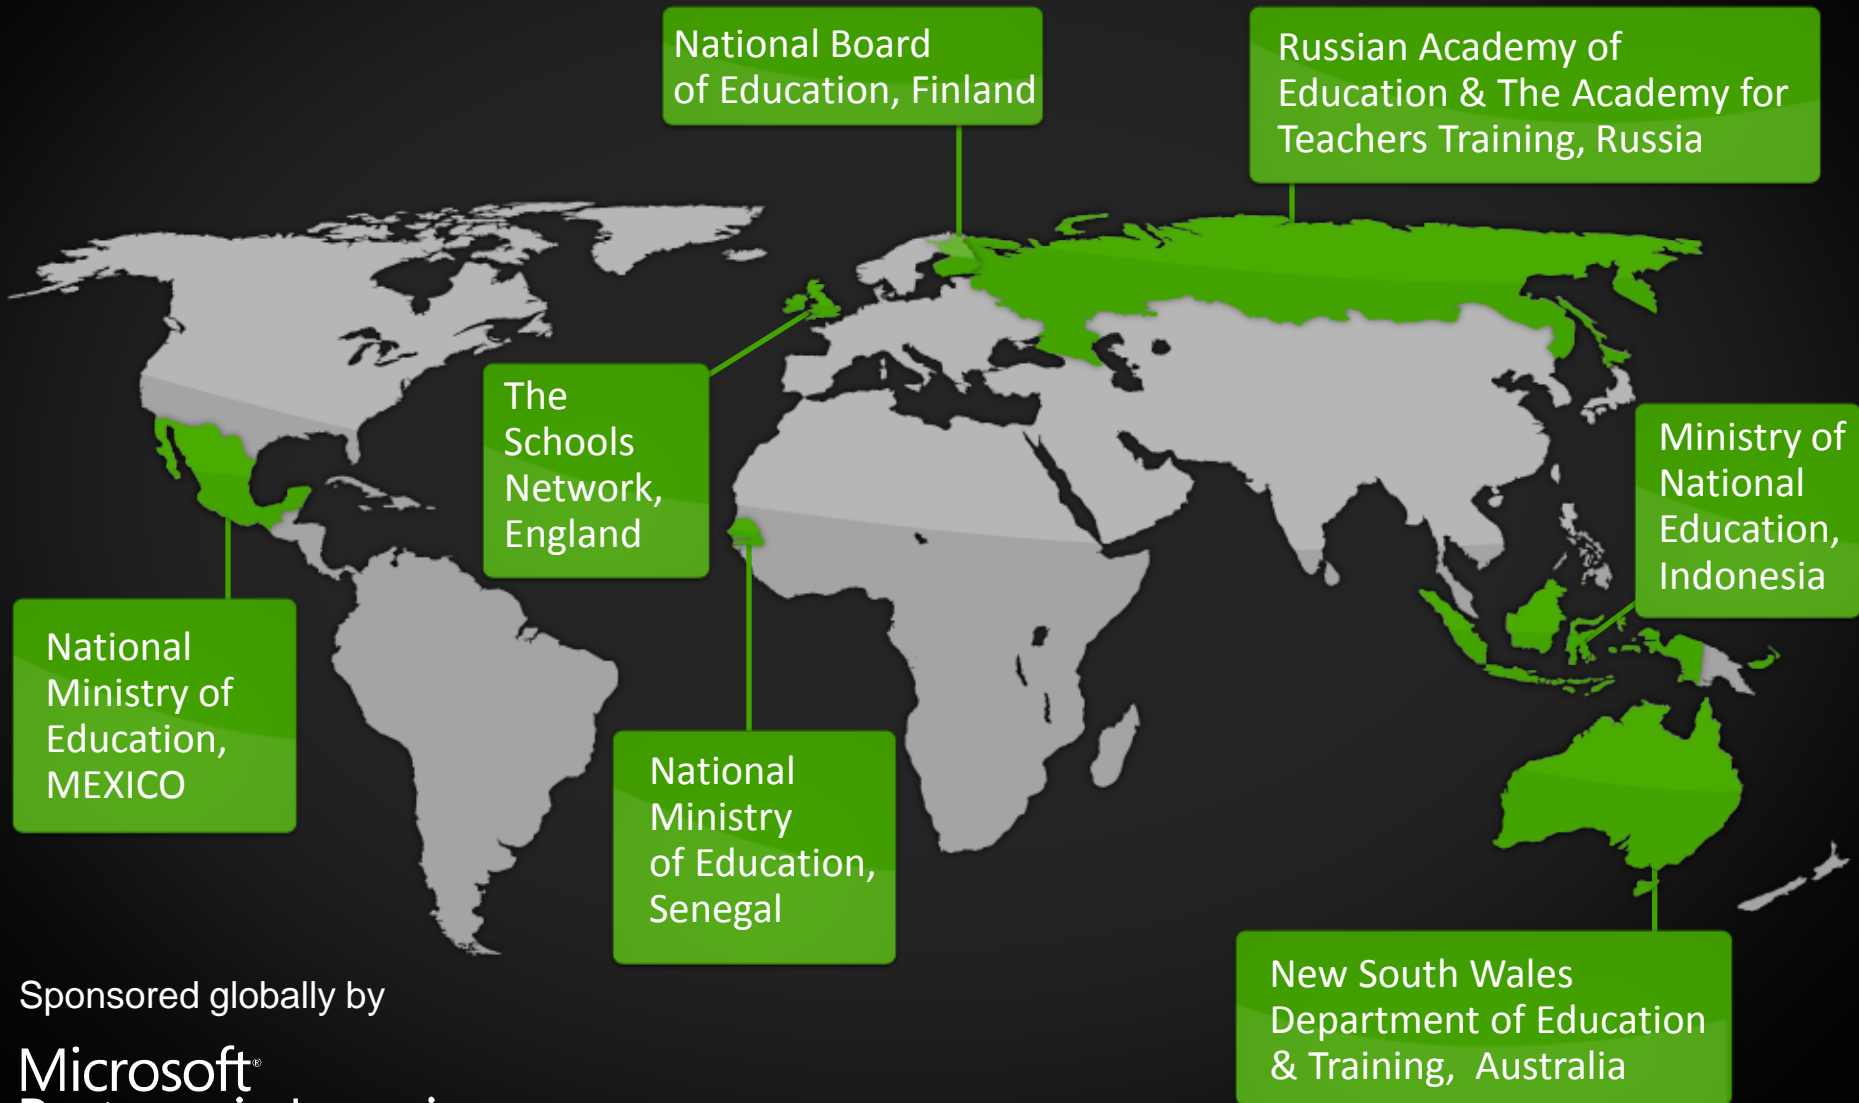 National Board
of Education, Finland
Russian Academy of
Education & The Academy for
Teachers Training, Russia
The
Schools
Network,
England
Ministry of
National
Education,
Indonesia
National
Ministry of
Education,
MEXICO
National
Ministry
of Education,
Senegal
New South Wales
Department of Education
& Training, Australia
Sponsored globally by
Microsoft®